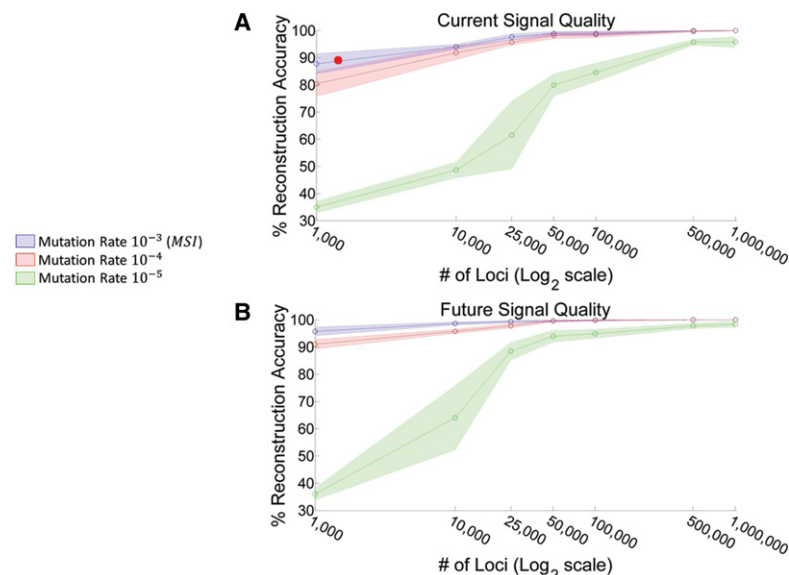 A
Current Signal Quality
% Reconstruction Accuracy
100
90
80
70
60
50
40
30
1,000
10,000
25,000
50,000
100,000
500,000
1,000,000
# of Loci (Log₂ scale)
Mutation Rate 10⁻³ (MSI)
Mutation Rate 10⁻⁴
Mutation Rate 10⁻⁵
B
Future Signal Quality
% Reconstruction Accuracy
100
90
80
70
60
50
40
30
1,000
10,000
25,000
50,000
100,000
500,000
1,000,000
# of Loci (Log₂ scale)